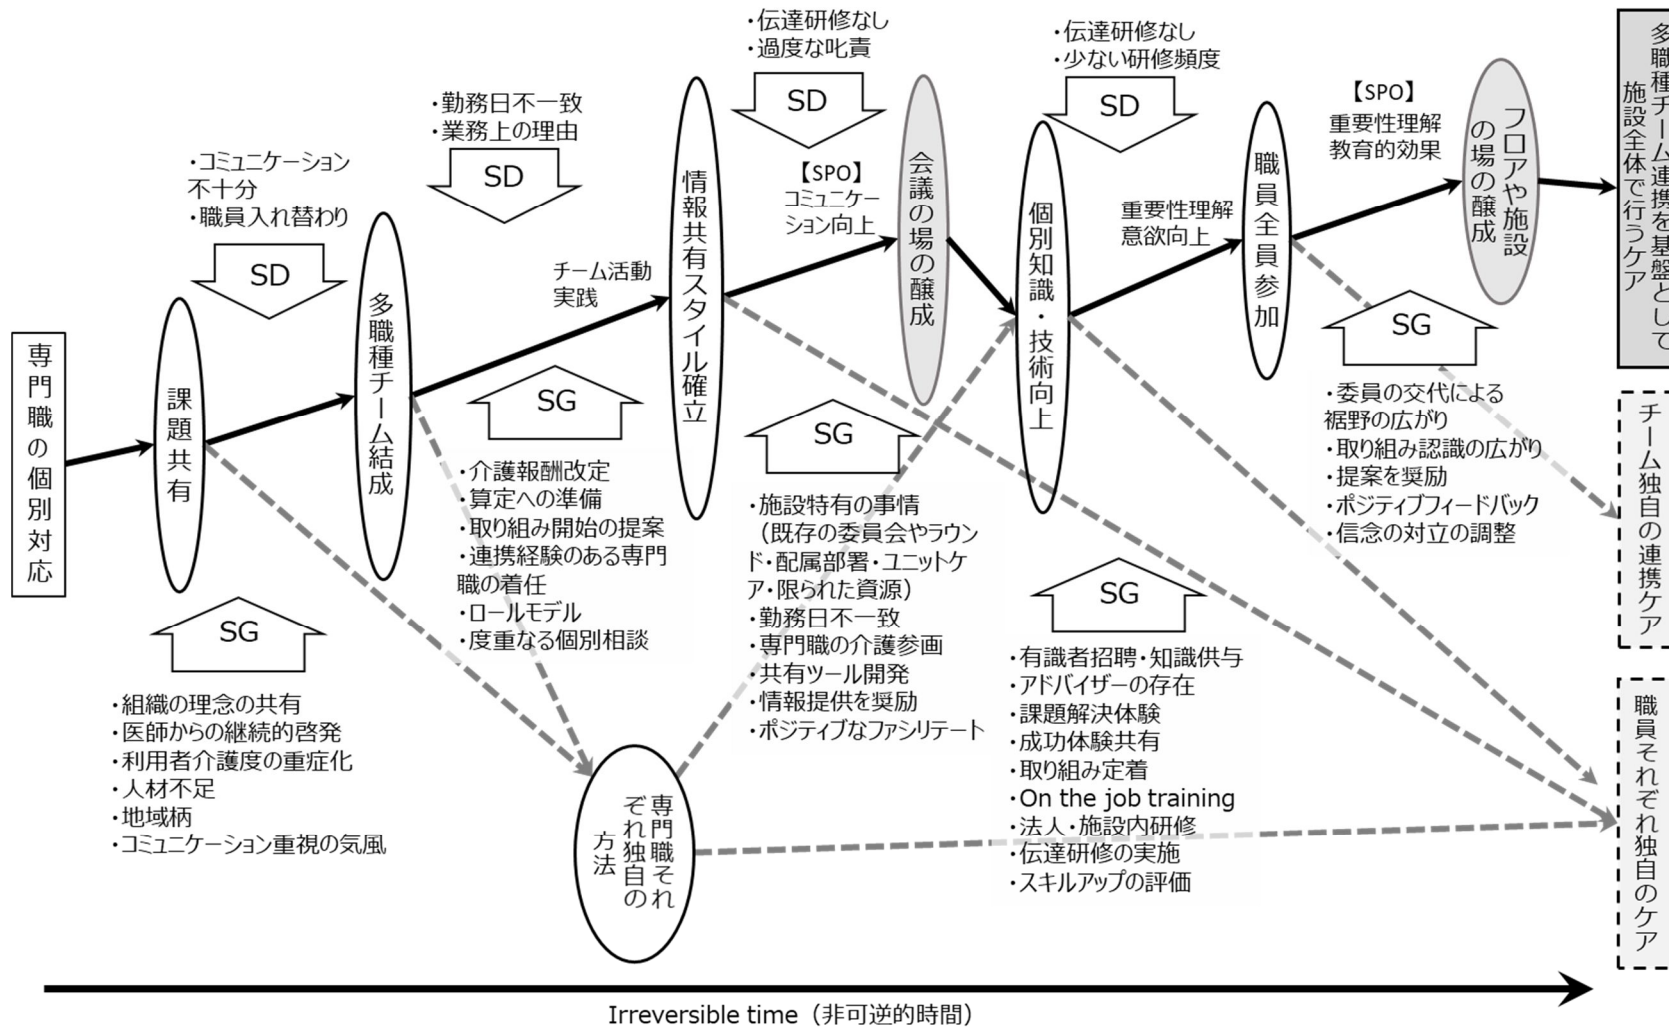 ・伝達研修なし
・過度な叱責
SD
・伝達研修なし
・少ない研修頻度
SD
・勤務日不一致
・業務上の理由
SD
・コミュニケーション
不十分
・職員入れ替わり
SD
専門職の個別対応
課題共有
多職種チーム結成
チーム活動
実践
情報共有スタイル確立
【SPO】
コミュニケー
ション向上
会議の場の醸成
個別知識・技術向上
重要性理解
意欲向上
職員全員参加
【SPO】
重要性理解
教育的効果
フロアや施設
の場の醸成
多職種チーム連携を基盤として
施設全体で行うケア
チーム独自の連携ケア
職員それぞれ独自のケア
SG
・組織の理念の共有
・医師からの継続的啓発
・利用者介護度の重症化
・人材不足
・地域柄
・コミュニケーション重視の気風
SG
・介護報酬改定
・算定への準備
・取り組み開始の提案
・連携経験のある専門
職の着任
・ロールモデル
・度重なる個別相談
専門職それ
ぞれ独自の
方法
SG
・施設特有の事情
（既存の委員会やラウン
ド・配属部署・ユニットケ
ア・限られた資源）
・勤務日不一致
・専門職の介護参画
・共有ツール開発
・情報提供を奨励
・ポジティブなファシリテート
SG
・有識者招聘・知識供与
・アドバイザーの存在
・課題解決体験
・成功体験共有
・取り組み定着
・On the job training
・法人・施設内研修
・伝達研修の実施
・スキルアップの評価
SG
・委員の交代による
裾野の広がり
・取り組み認識の広がり
・提案を奨励
・ポジティブフィードバック
・信念の対立の調整
Irreversible time（非可逆的時間）